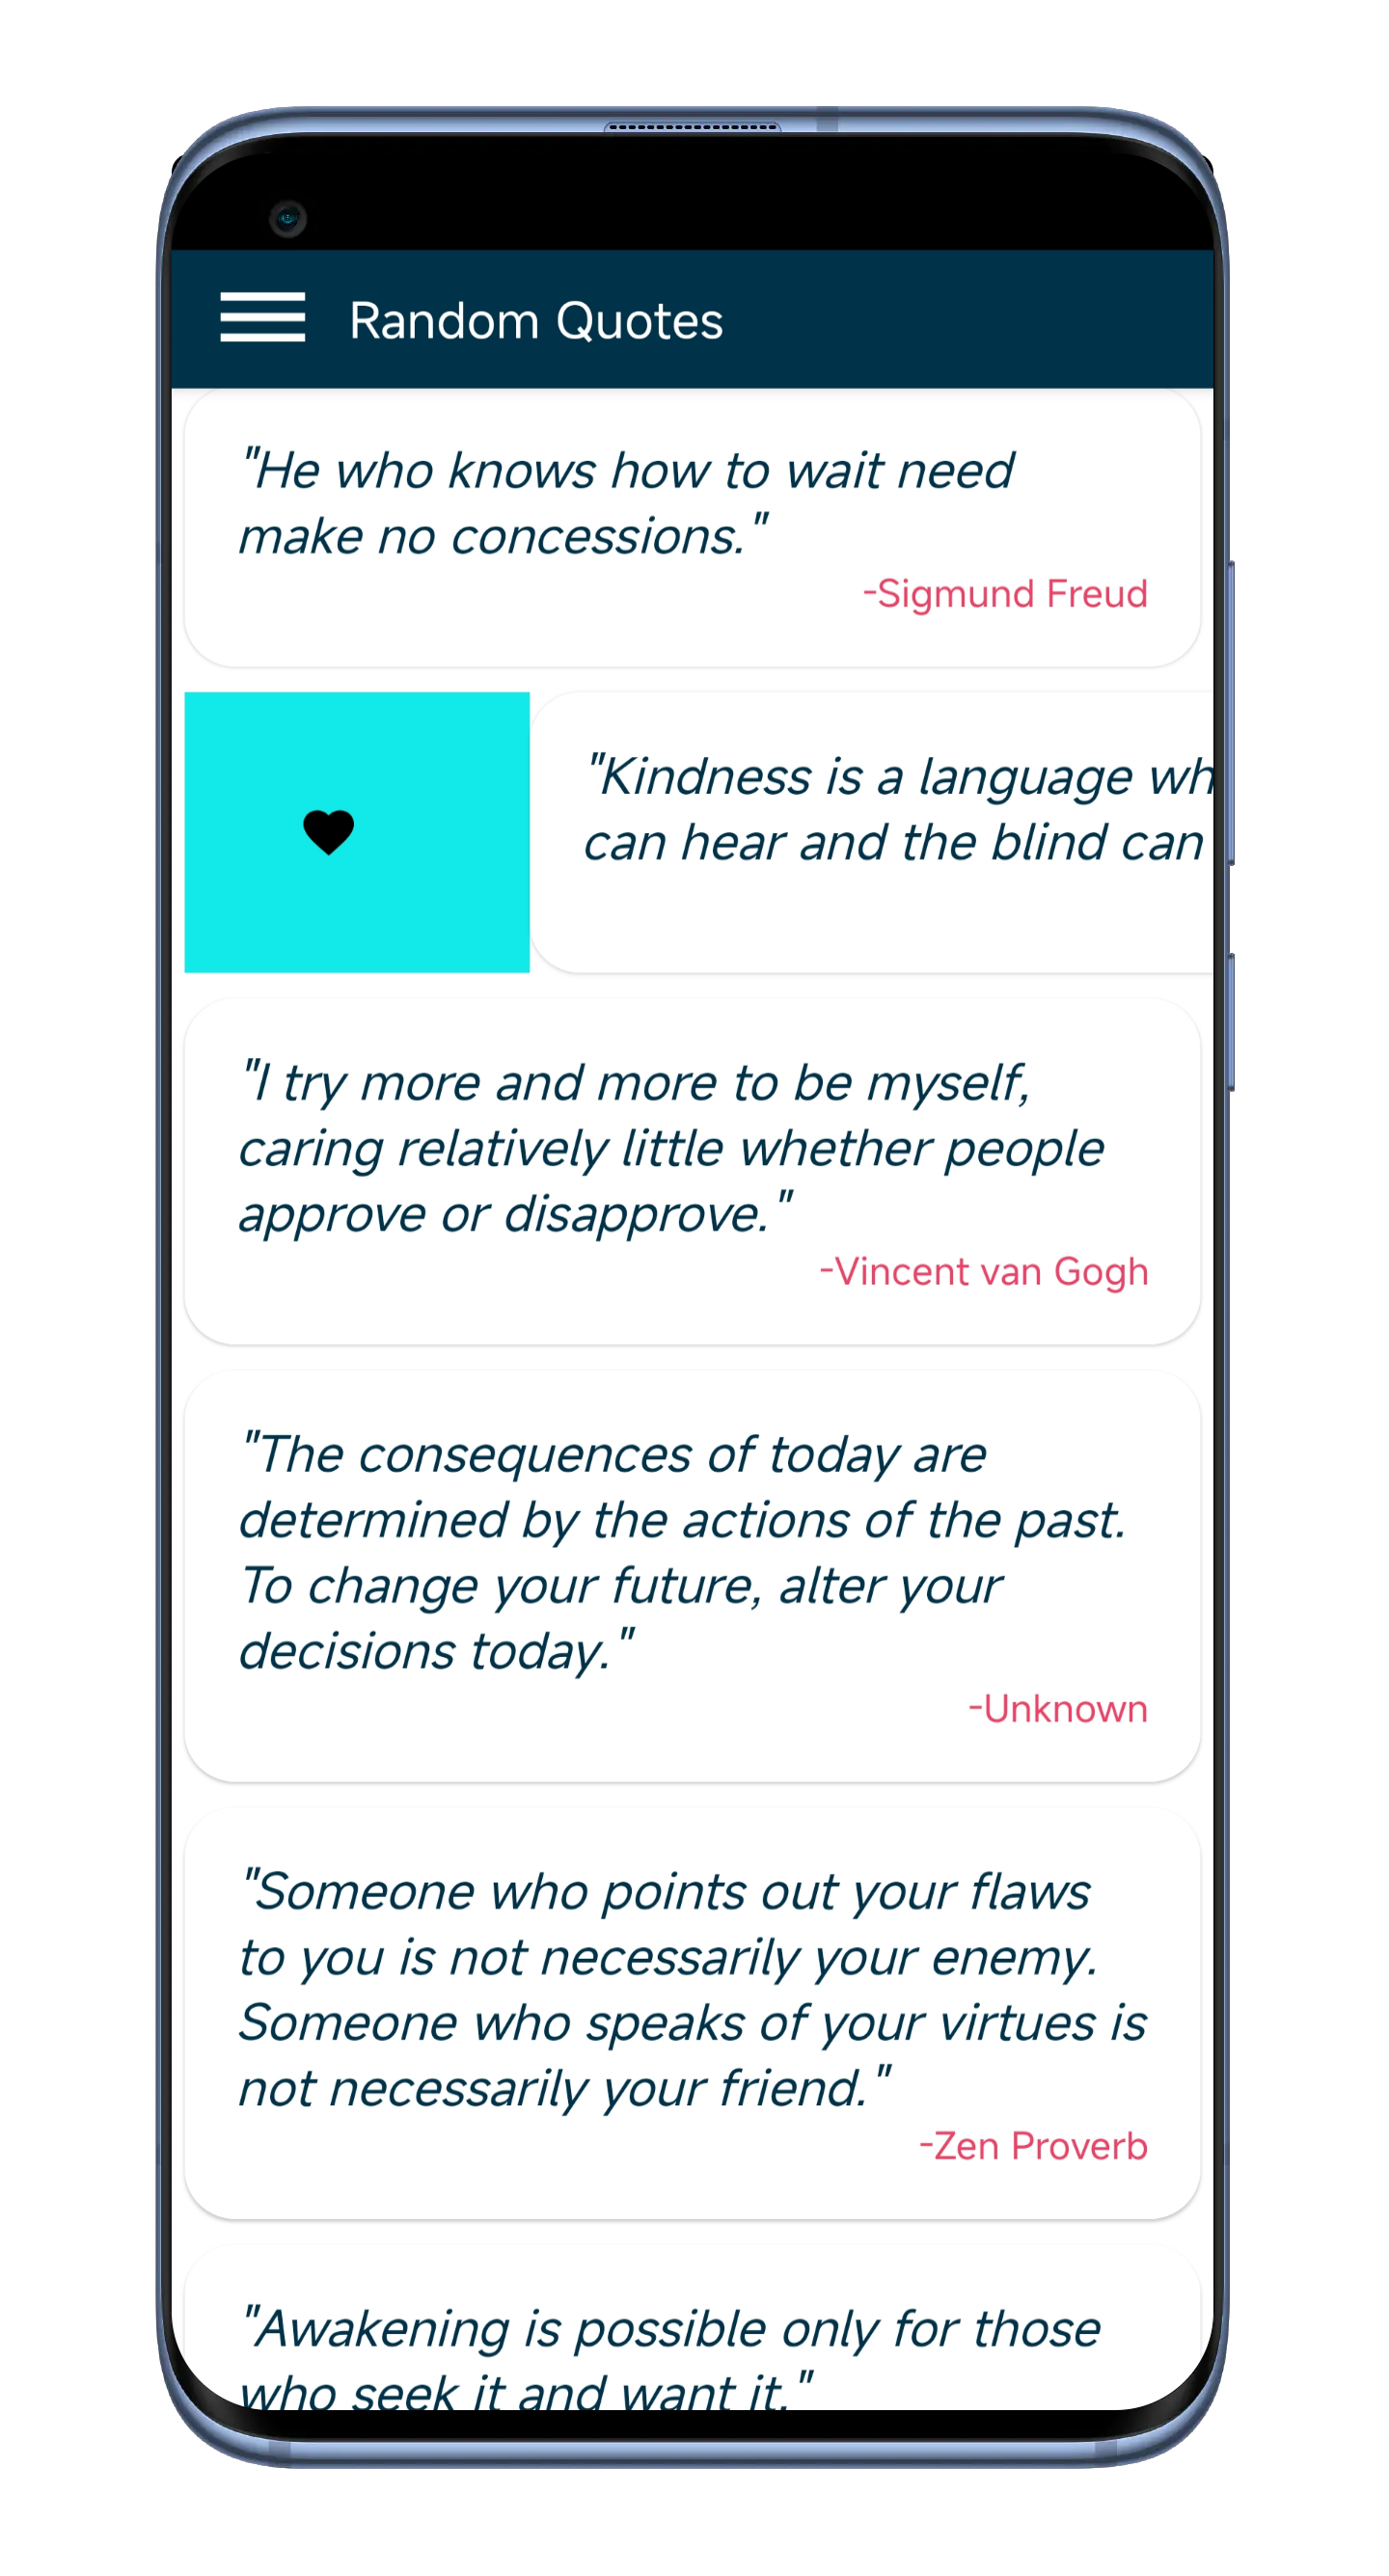 Random Quotes
"He who knows how to wait need
make no concessions."
-Sigmund Freud
"Kindness is a language
can hear and the blind can
"I try more and more to be myself,
caring relatively little whether people
approve or disapprove."
-Vincent van Gogh
"The consequences of today are
determined by the actions of the past.
To change your future, alter your
decisions today."
-Unknown
"Someone who points out your flaws
to you is not necessarily your enemy.
Someone who speaks of your virtues is
not necessarily your friend."
-Zen Proverb
"Awakening is possible only for those
who seek it and want it."